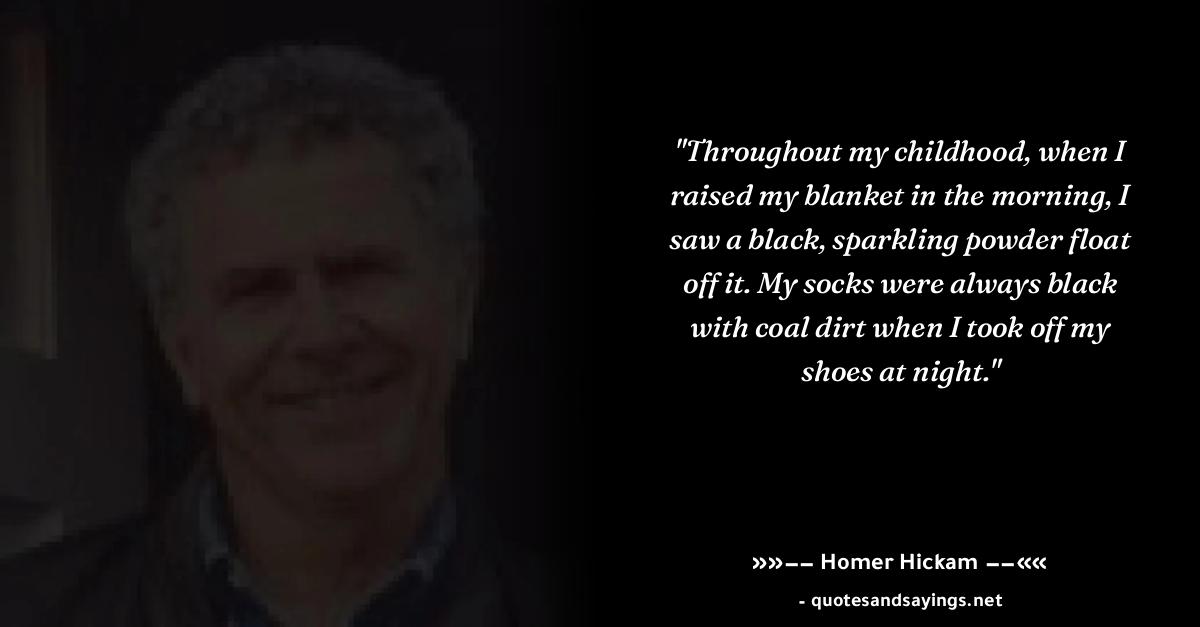 "Throughout my childhood, when I
raised my blanket in the morning, I
saw a black, sparkling powder float
off it. My socks were always black
with coal dirt when I took off my
shoes at night."
»»−− Homer Hickam −−««
- quotesandsayings.net